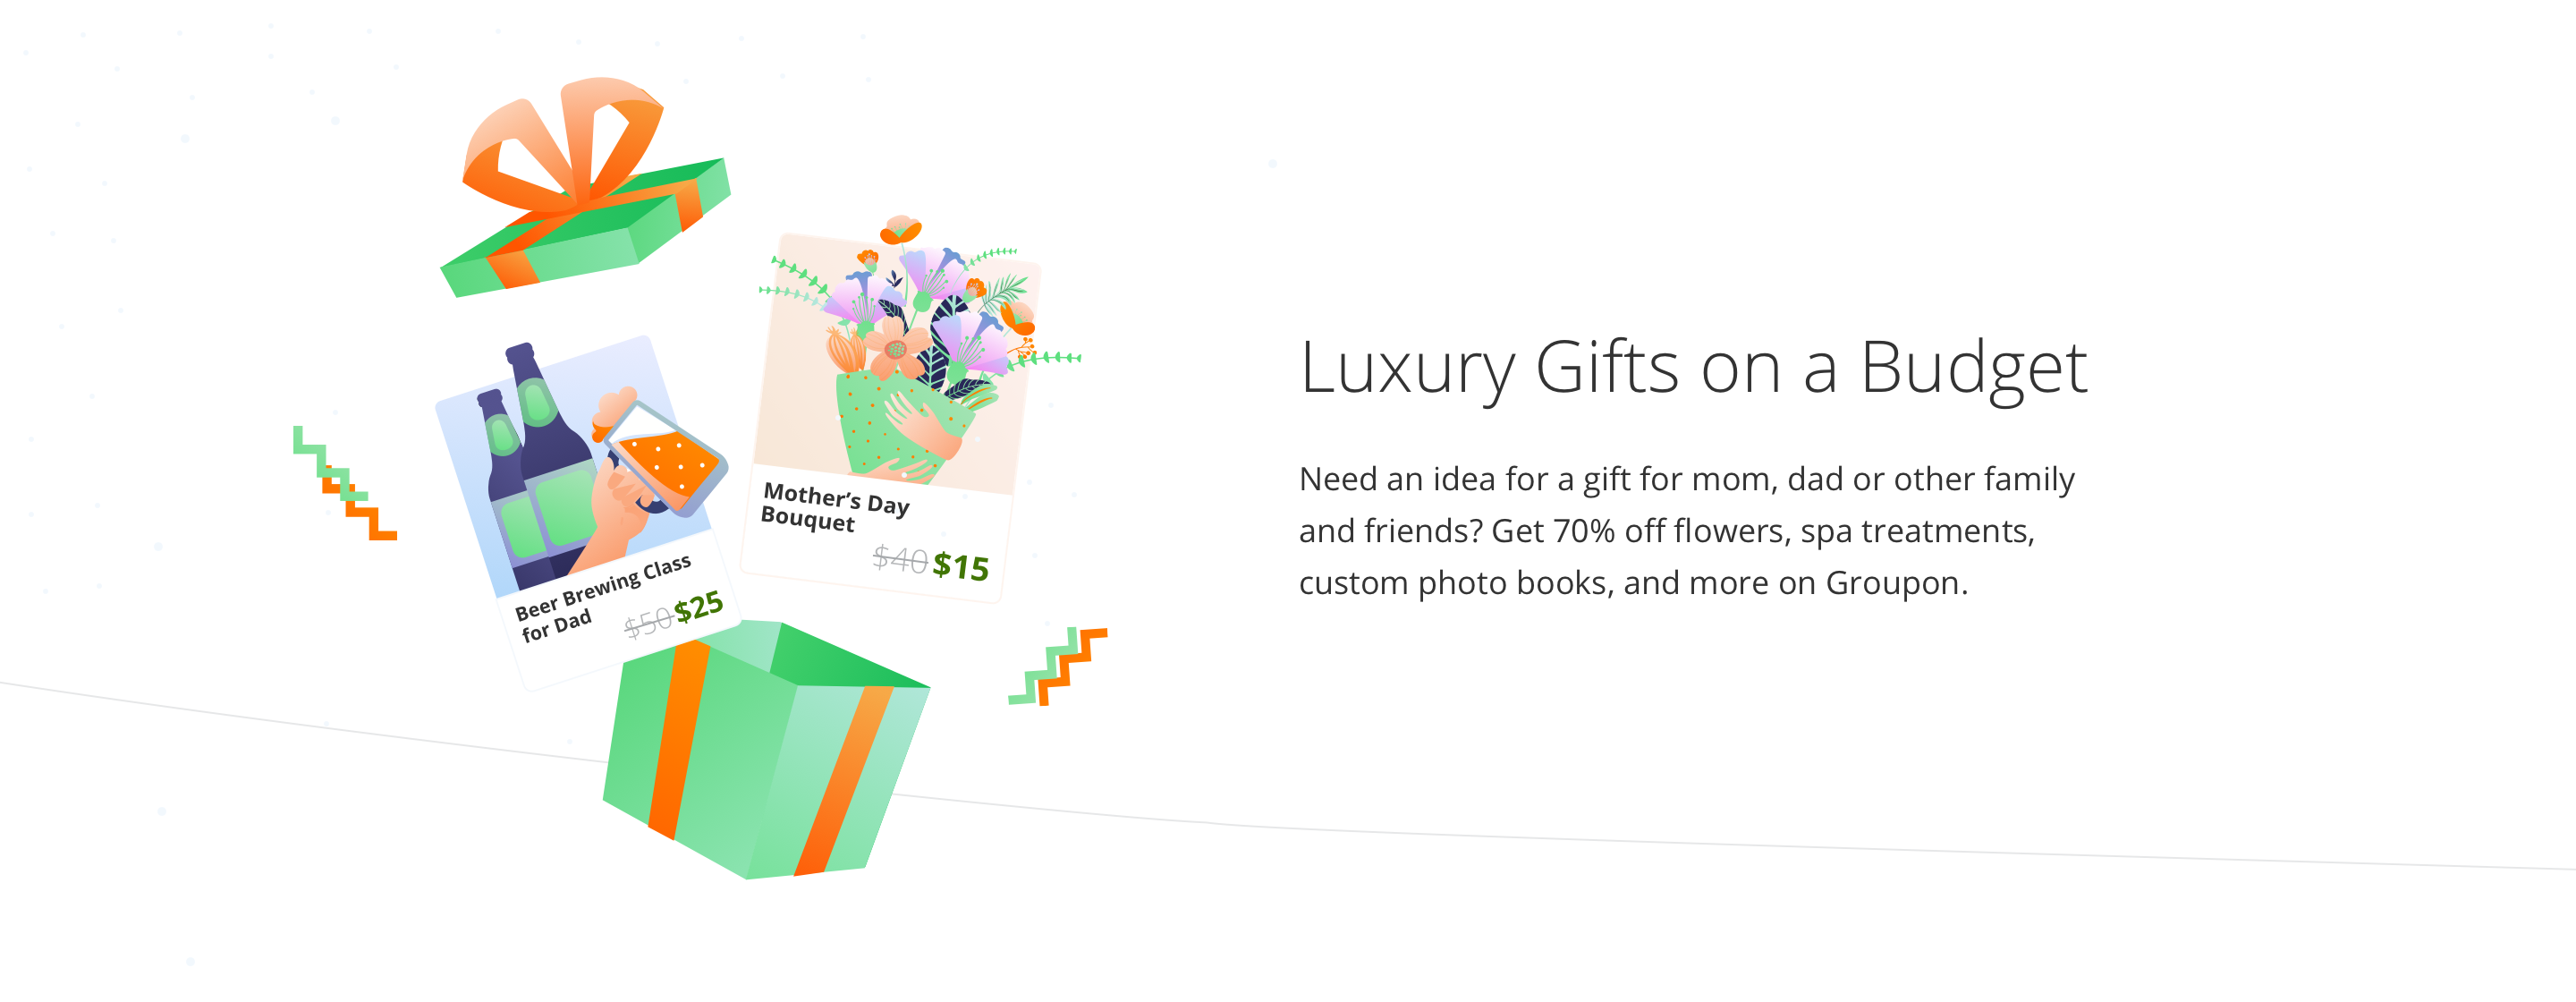 Mother's Day
Bouquet
$40 $15
Beer Brewing Class
for Dad
$50 $25
Luxury Gifts on a Budget
Need an idea for a gift for mom, dad or other family
and friends? Get 70% off flowers, spa treatments,
custom photo books, and more on Groupon.